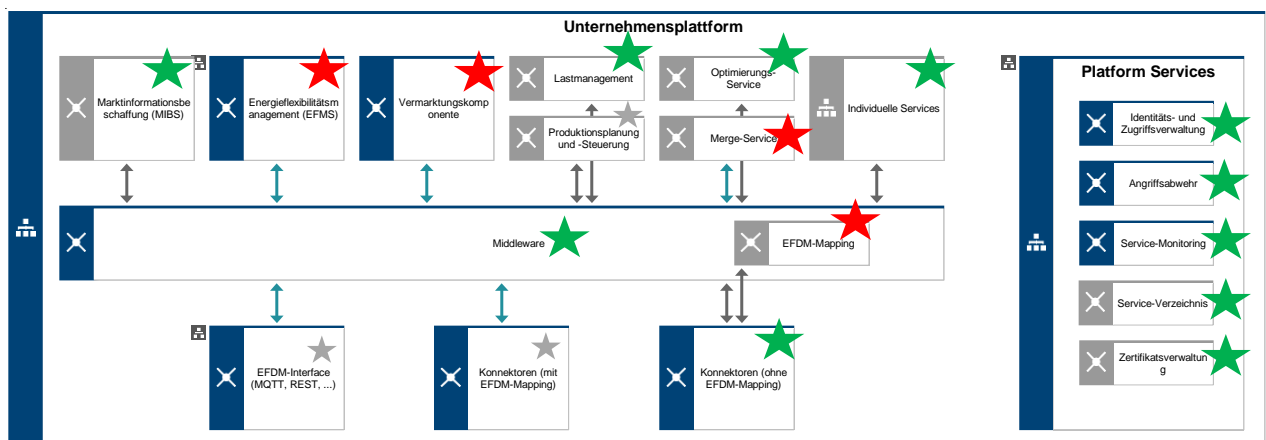 Unternehmensplattform
Marktinformationsbe
schaffung (MIBS)
Energieflexibilitätsm
anagement (EFMS)
Vermarktungskomp
onente
Lastmanagement
Produktionsplanung
und -Steuerung
Optimierungs-
Service
Merge-Service
Individuelle Services
Middleware
EFDM-Mapping
EFDM-Interface
(MQTT, REST, ...)
Konnektoren (mit
EFDM-Mapping)
Konnektoren (ohne
EFDM-Mapping)
Platform Services
Identitäts- und
Zugriffsverwaltung
Angriffsabwehr
Service-Monitoring
Service-Verzeichnis
Zertifikatsverwaltun
g